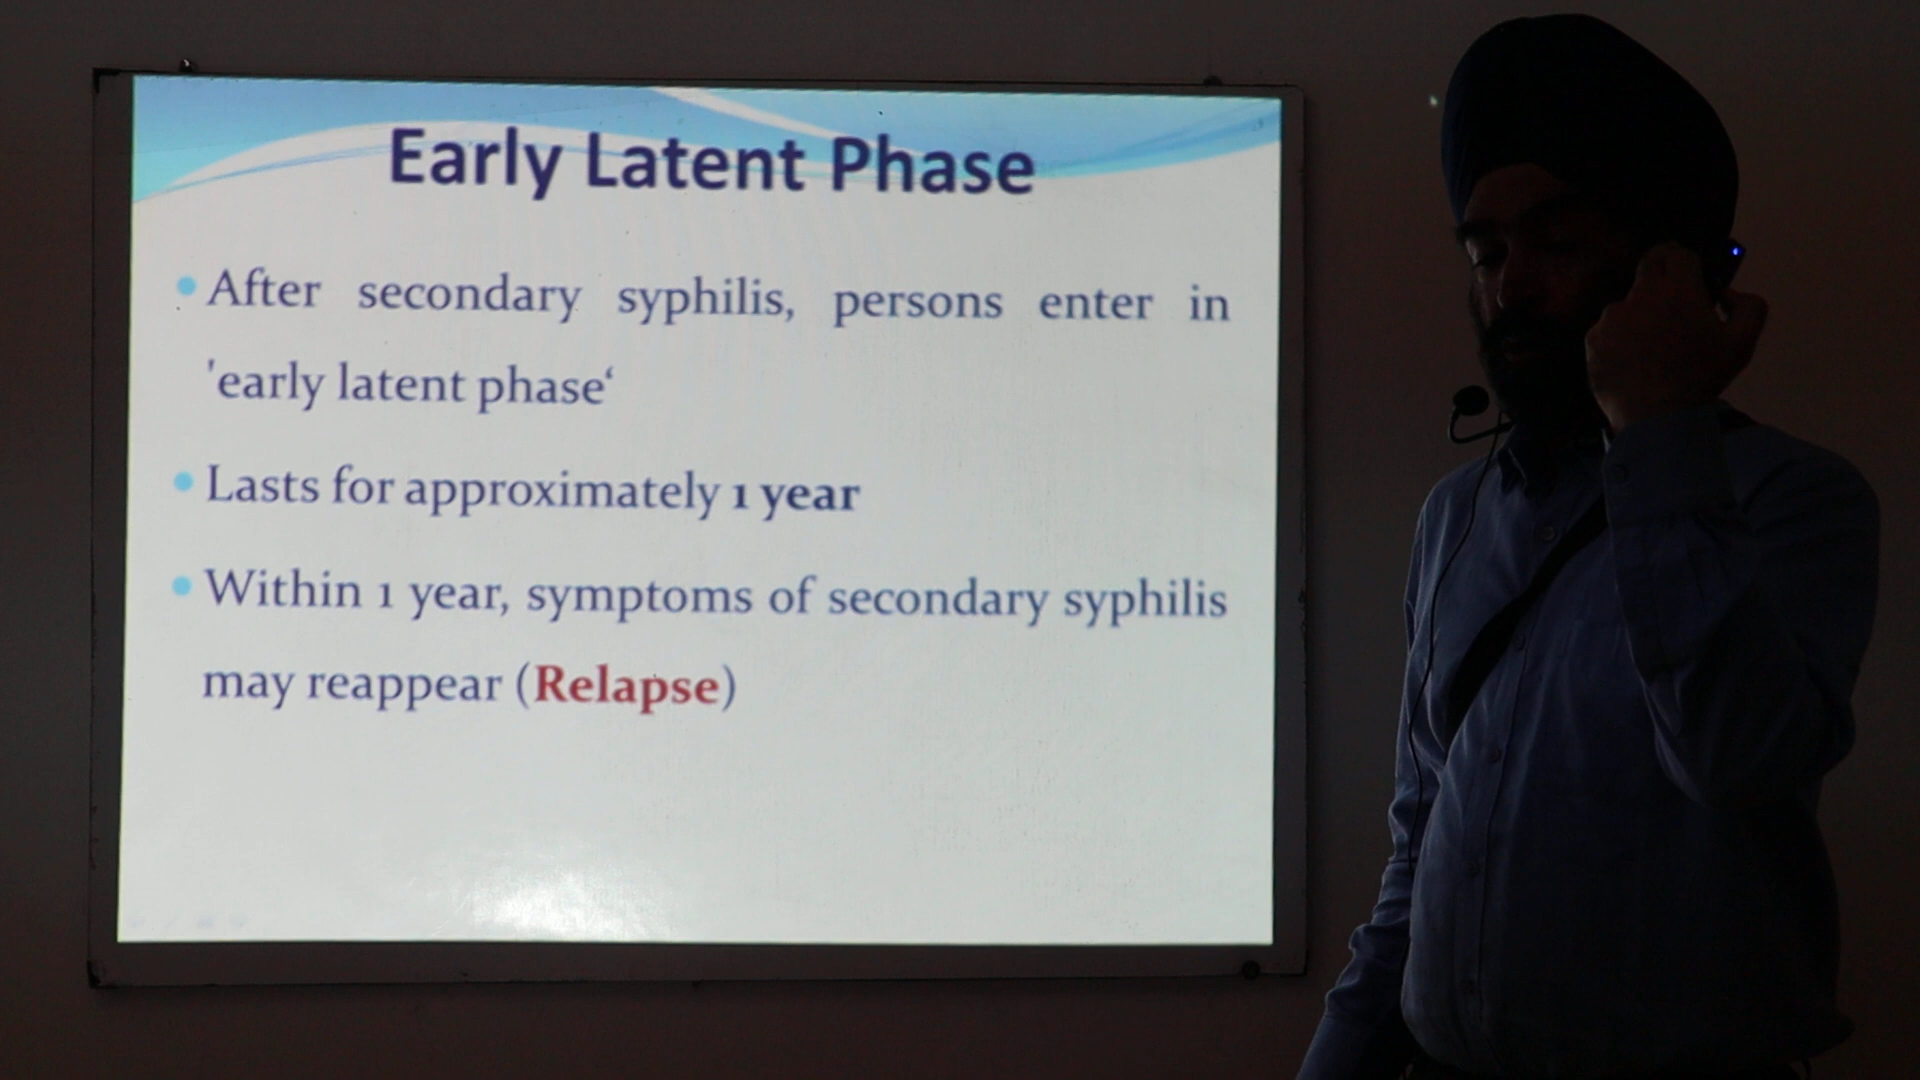 Early Latent Phase
After secondary syphilis, persons enter in
'early latent phase‘
Lasts for approximately 1 year
Within 1 year, symptoms of secondary syphilis
may reappear (Relapse)